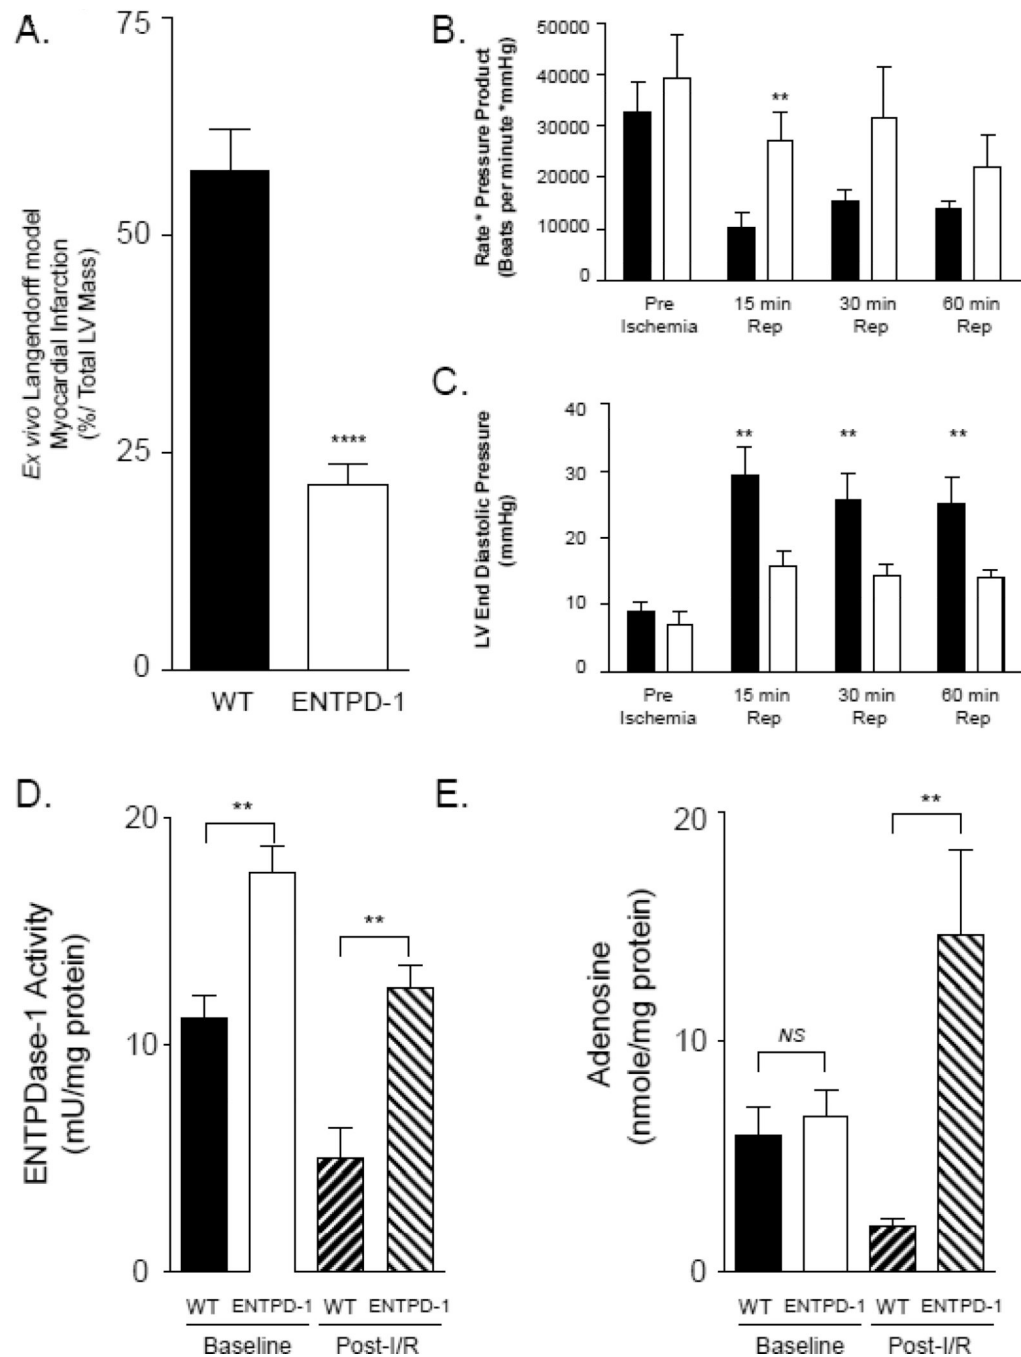 A.
75
50
25
0
Ex vivo Langendorff model
Myocardial Infarction
(%/ Total LV Mass)
****
WT
ENTPD-1
B.
50000
40000
30000
20000
10000
0
Rate * Pressure Product
(Beats per minute *mmHg)
**
Pre
Ischemia
15 min
Rep
30 min
Rep
60 min
Rep
C.
40
30
20
10
0
LV End Diastolic Pressure
(mmHg)
**
**
**
Pre
Ischemia
15 min
Rep
30 min
Rep
60 min
Rep
D.
20
10
0
ENTPDase-1 Activity
(mU/mg protein)
**
**
WT
ENTPD-1
WT
ENTPD-1
Baseline
Post-I/R
E.
20
10
0
Adenosine
(nmole/mg protein)
NS
**
WT
ENTPD-1
WT
ENTPD-1
Baseline
Post-I/R